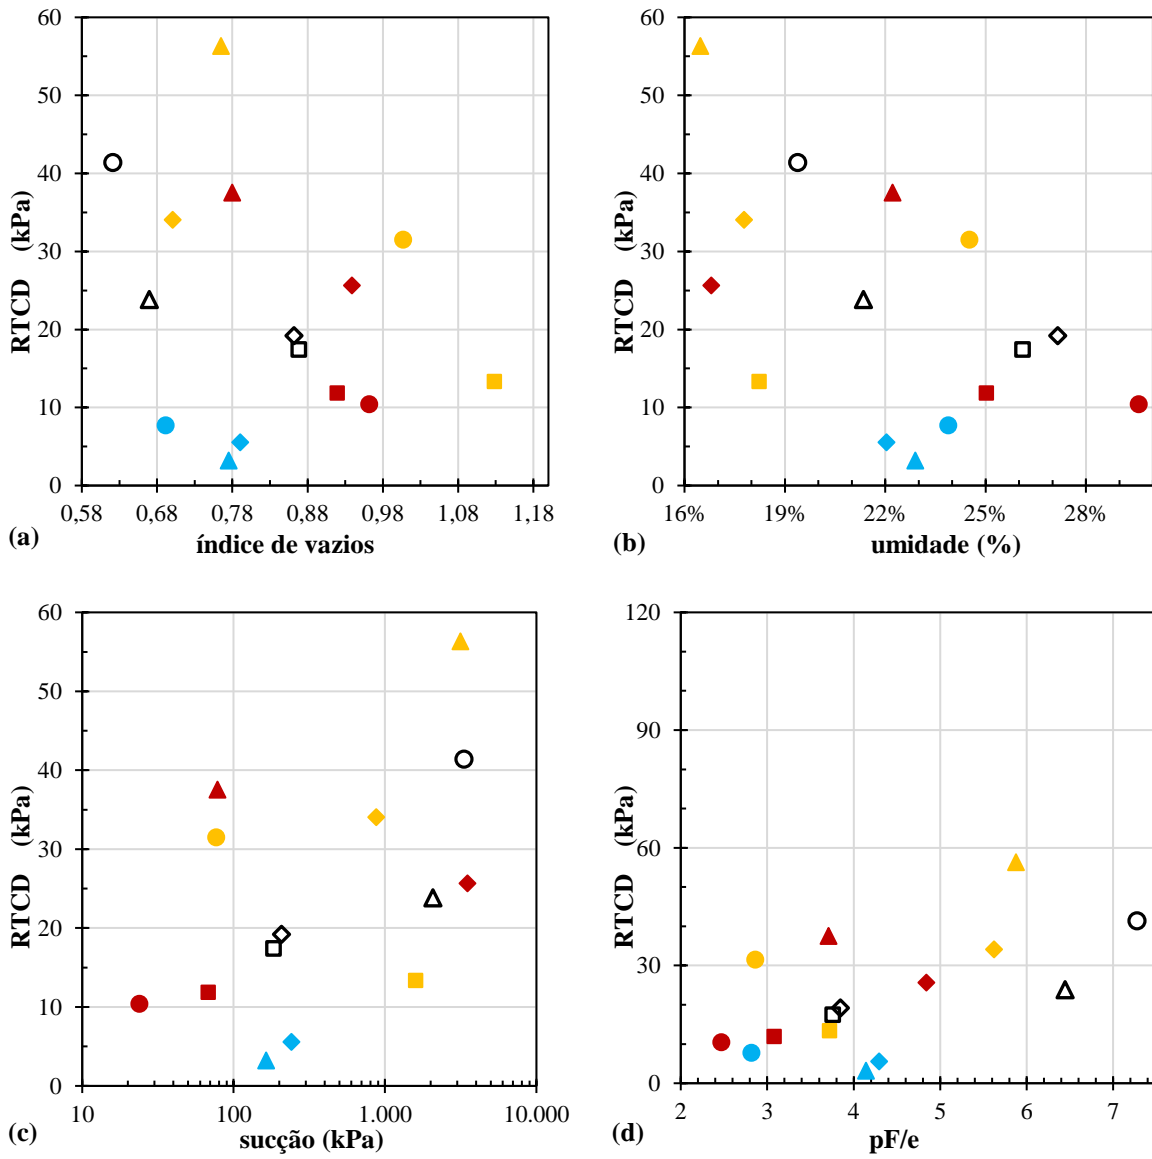 60
50
40
30
20
10
0
RTCD (kPa)
0,58 0,68 0,78 0,88 0,98 1,08 1,18
(a) índice de vazios
60
50
40
30
20
10
0
RTCD (kPa)
16% 19% 22% 25% 28%
(b) umidade (%)
60
50
40
30
20
10
0
RTCD (kPa)
10 100 1.000 10.000
(c) sucção (kPa)
120
90
60
30
0
RTCD (kPa)
2 3 4 5 6 7
(d) pF/e